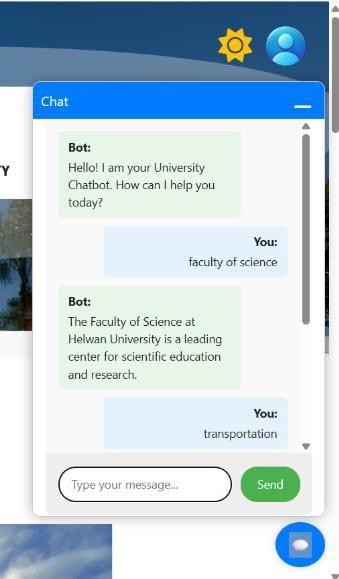 Chat
Y
Bot:
Hello! I am your University
Chatbot. How can I help you
today?
You:
faculty of science
Bot:
The Faculty of Science at
Helwan University is a leading
center for scientific education
and research.
You:
transportation
Type your message...
Send